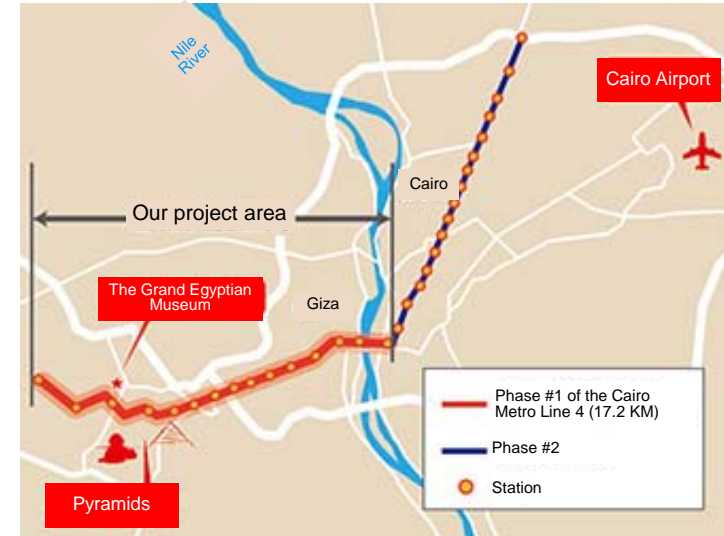 Nile
River
Cairo Airport
Cairo
Our project area
The Grand Egyptian
Museum
Giza
Phase #1 of the Cairo
Metro Line 4 (17.2 KM)
Phase #2
Station
Pyramids